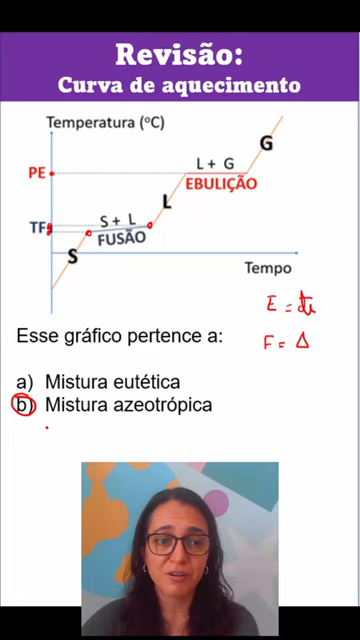 Revisão:
Curva de aquecimento
Temperatura (ºC)
G
L + G
PE
EBULIÇÃO
L
S + L
TF
FUSÃO
S
Tempo
E =
Esse gráfico pertence a:
F = Δ
a) Mistura eutética
b) Mistura azeotrópica